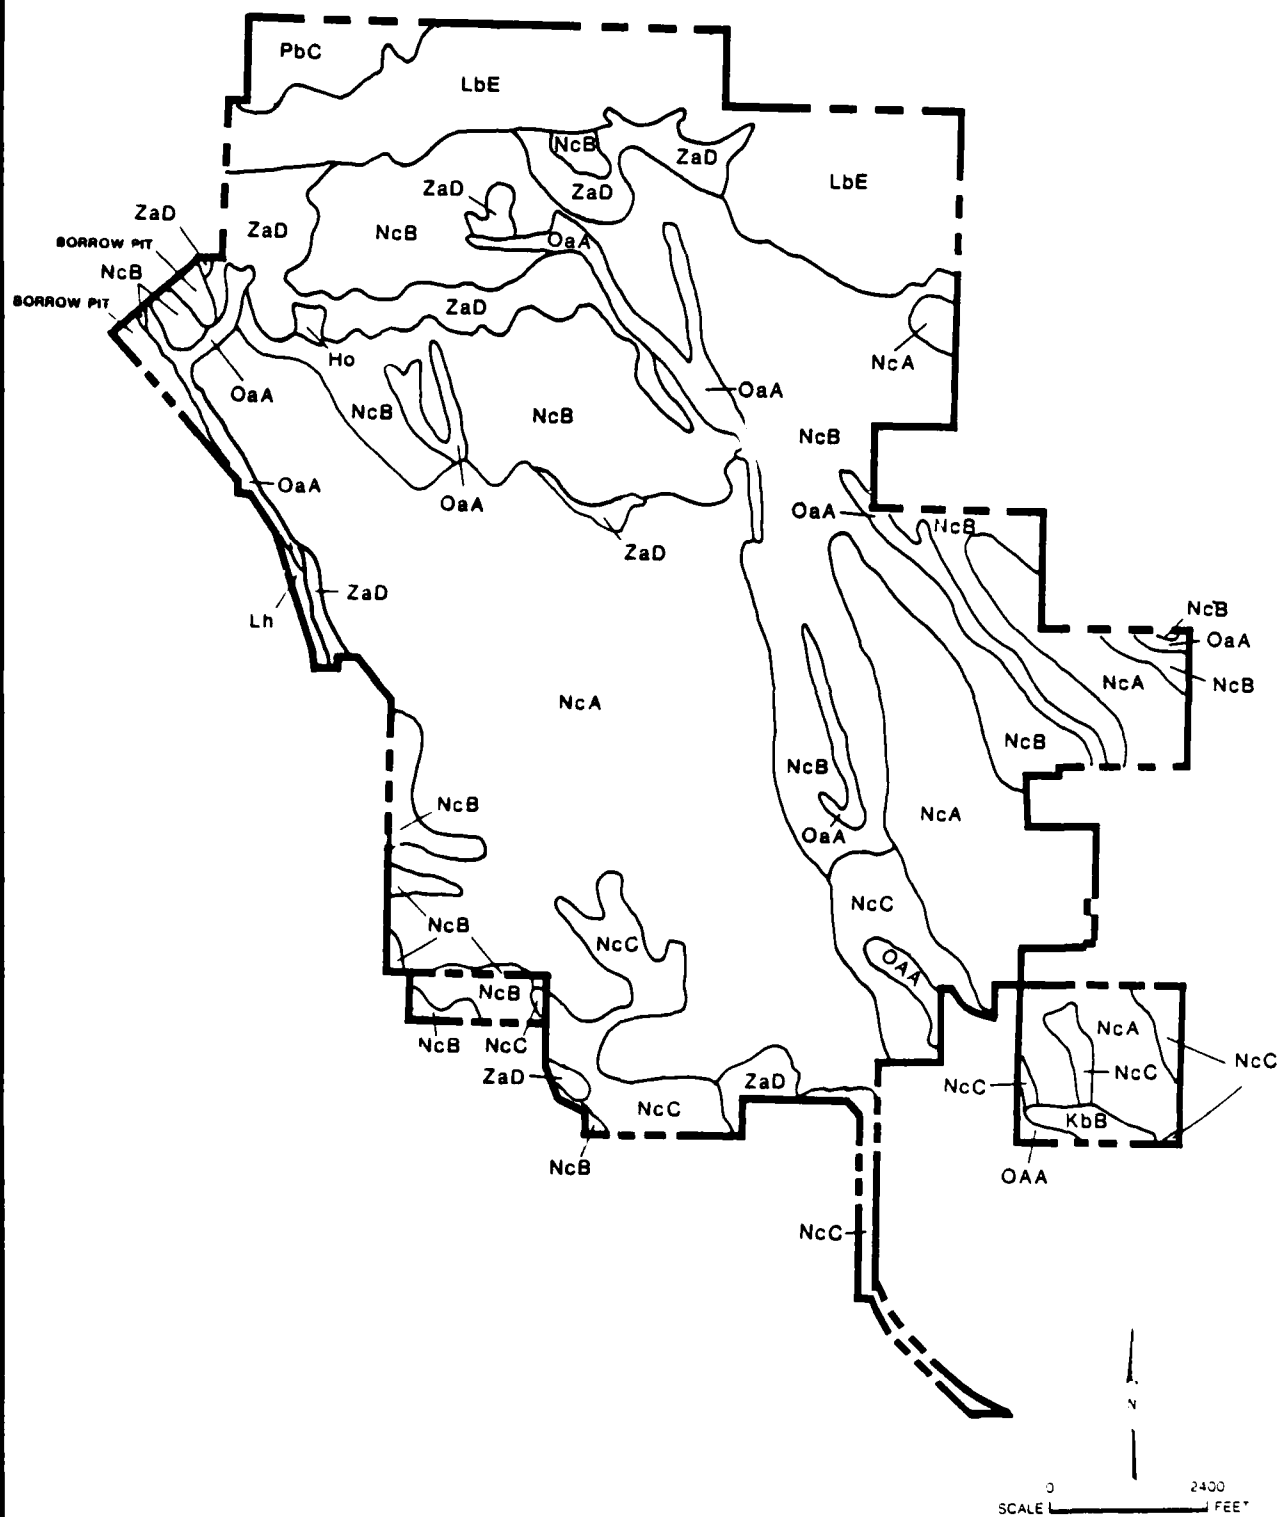 PbC
LbE
NcB
ZaD
ZaD
LbE
ZaD
ZaD
NcB
OaA
ZaD
BORROW PIT
NcB
BORROW PIT
ZaD
Ho
NcA
OaA
OaA
NcB
NcB
NcB
OaA
OaA
OaA
NcB
ZaD
ZaD
Lh
NcB
OaA
NcB
NcA
NcA
NcB
NcB
NcB
NcA
OaA
NcC
NcB
NcC
OAA
NcB
NcB
NcC
ZaD
NcC
ZaD
NcB
NcA
NcC
NcC
NcC
KbB
OAA
NcC
N
0 2400
SCALE FEET